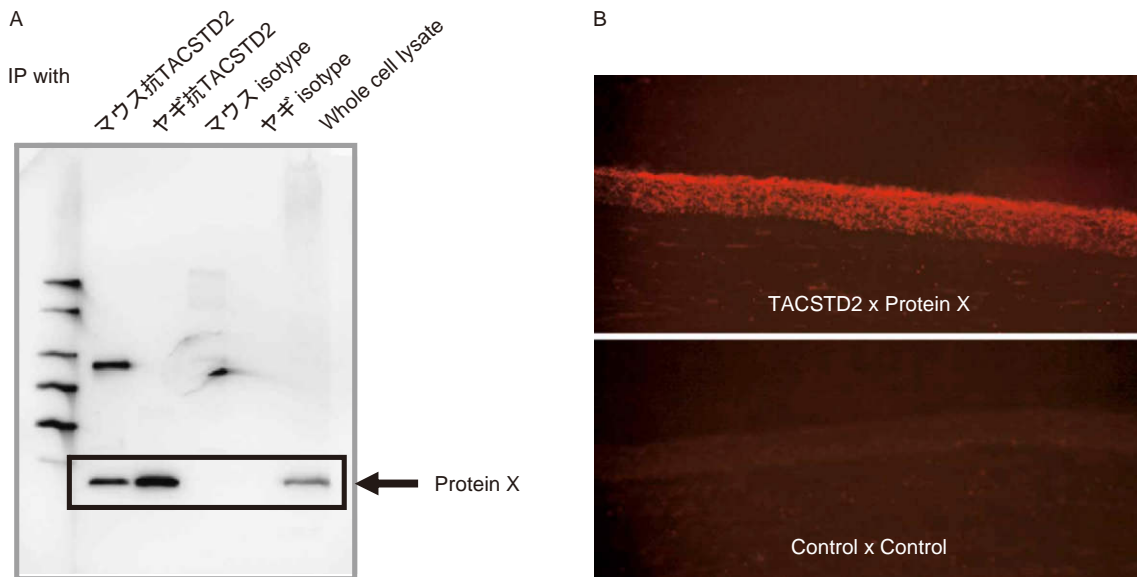 A
IP with
マウス抗TACSTD2
ヤギ抗TACSTD2
マウス isotype
ヤギ isotype
Whole cell lysate
Protein X
B
TACSTD2 x Protein X
Control x Control